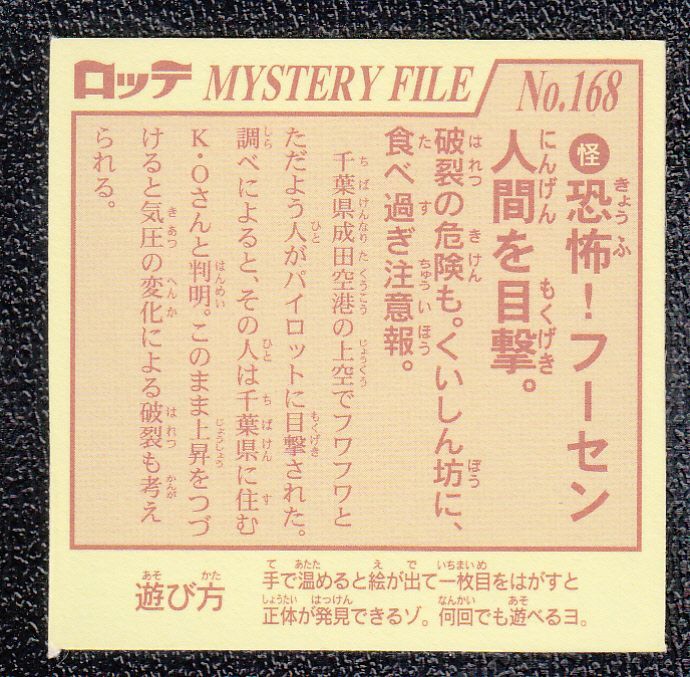 ロッテ MYSTERY FILE No.168
怪 恐怖！フーセン
人間を目撃。
破裂の危険も。くいしん坊に、
食べ過ぎ注意報。
千葉県成田空港の上空でフワフワと
ただよう人がパイロットに目撃された。
調べによると、その人は千葉県に住む
K・Oさんと判明。このまま上昇をつづ
けると気圧の変化による破裂も考え
られる。
遊び方
手で温めると絵が出て一枚目をはがすと
正体が発見できるゾ。何回でも遊べるヨ。